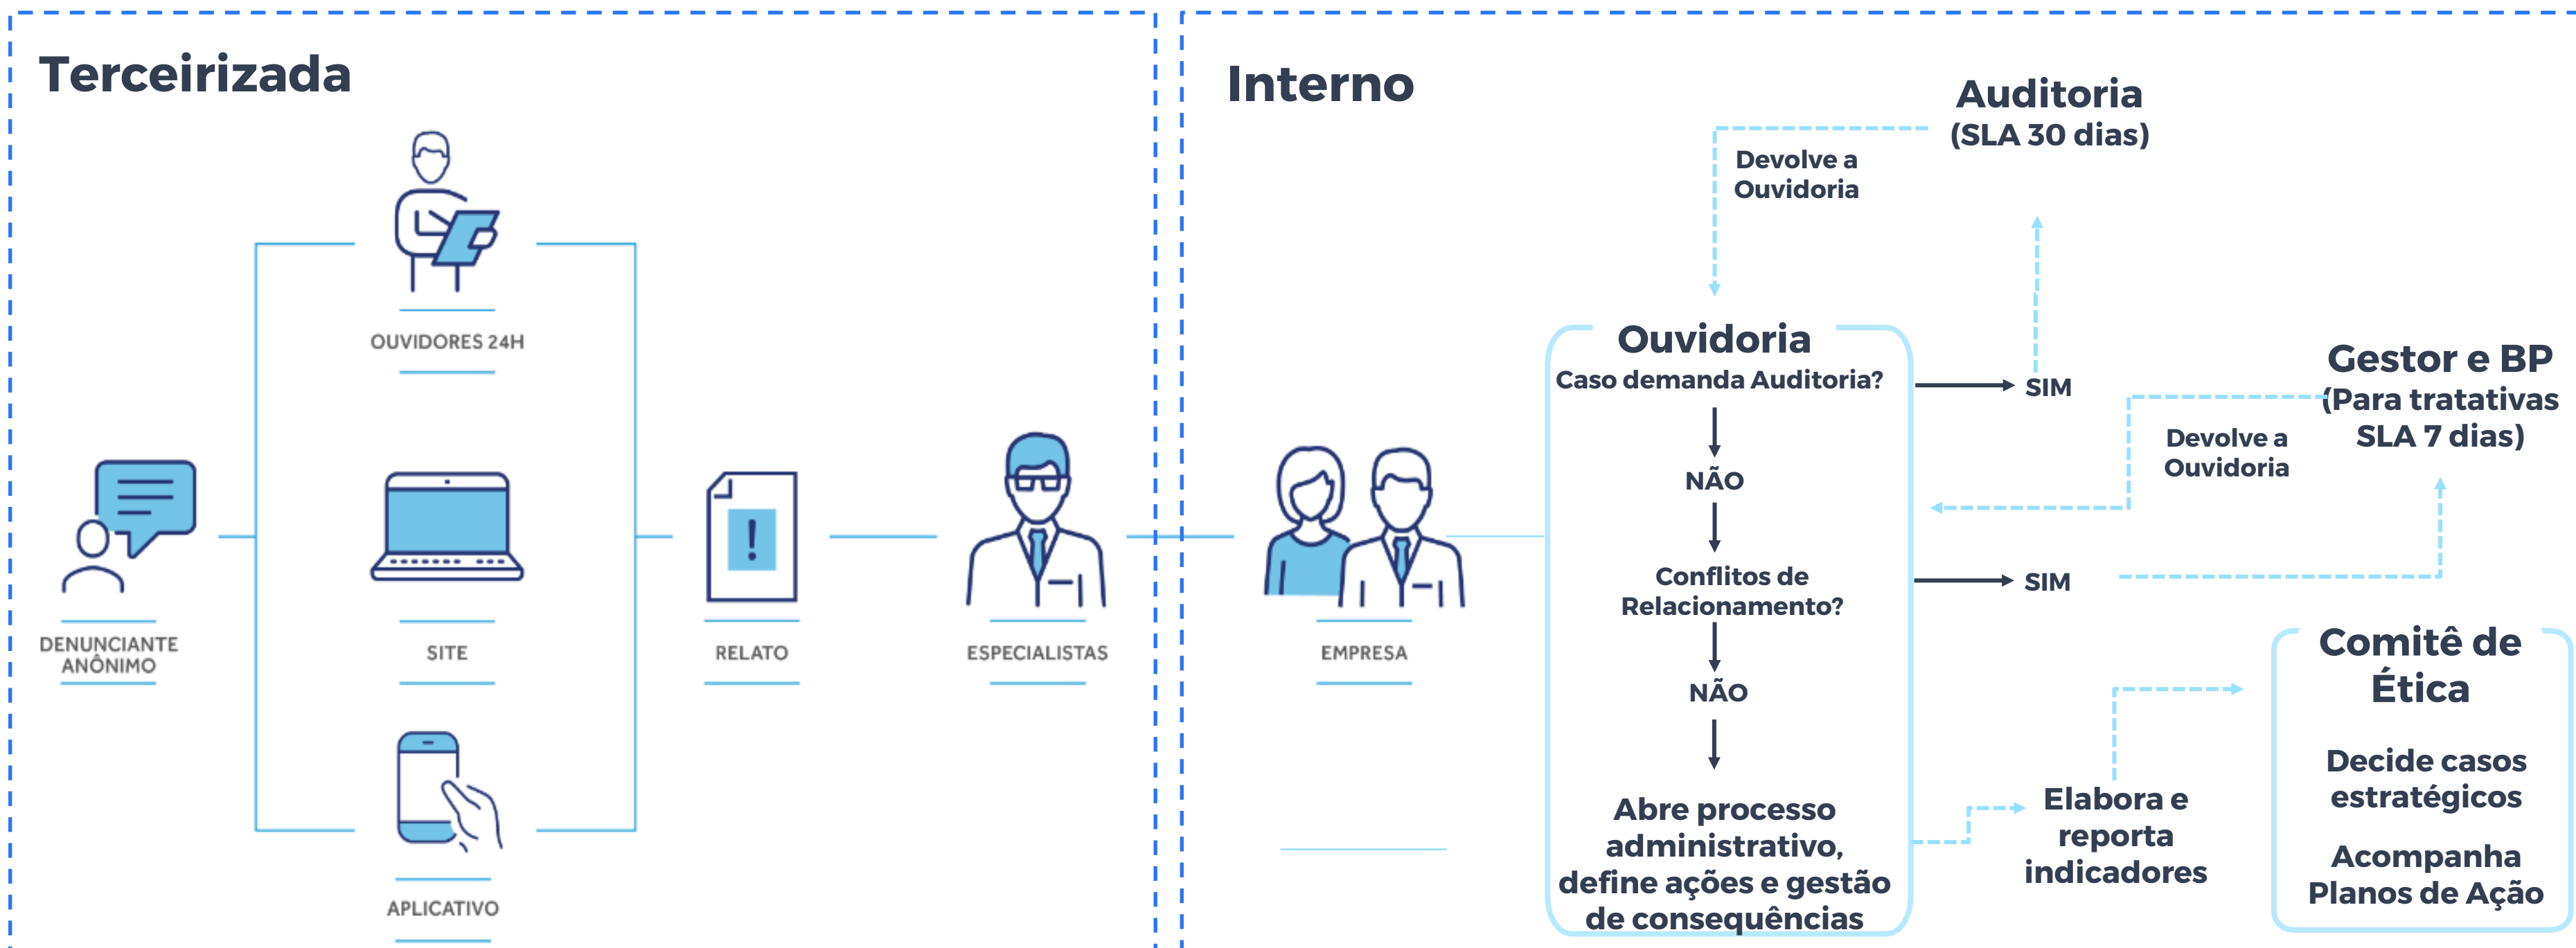 Terceirizada
OUVIDORES 24H
DENUNCIANTE
ANÔNIMO
SITE
APLICATIVO
!
RELATO
ESPECIALISTAS
Interno
EMPRESA
Auditoria
(SLA 30 dias)
Devolve a
Ouvidoria
Ouvidoria
Caso demanda Auditoria?
SIM
NÃO
Conflitos de
Relacionamento?
SIM
NÃO
Abre processo
administrativo,
define ações e gestão
de consequências
Gestor e BP
(Para tratativas
SLA 7 dias)
Devolve a
Ouvidoria
Elabora e
reporta
indicadores
Comitê de
Ética
Decide casos
estratégicos
Acompanha
Planos de Ação